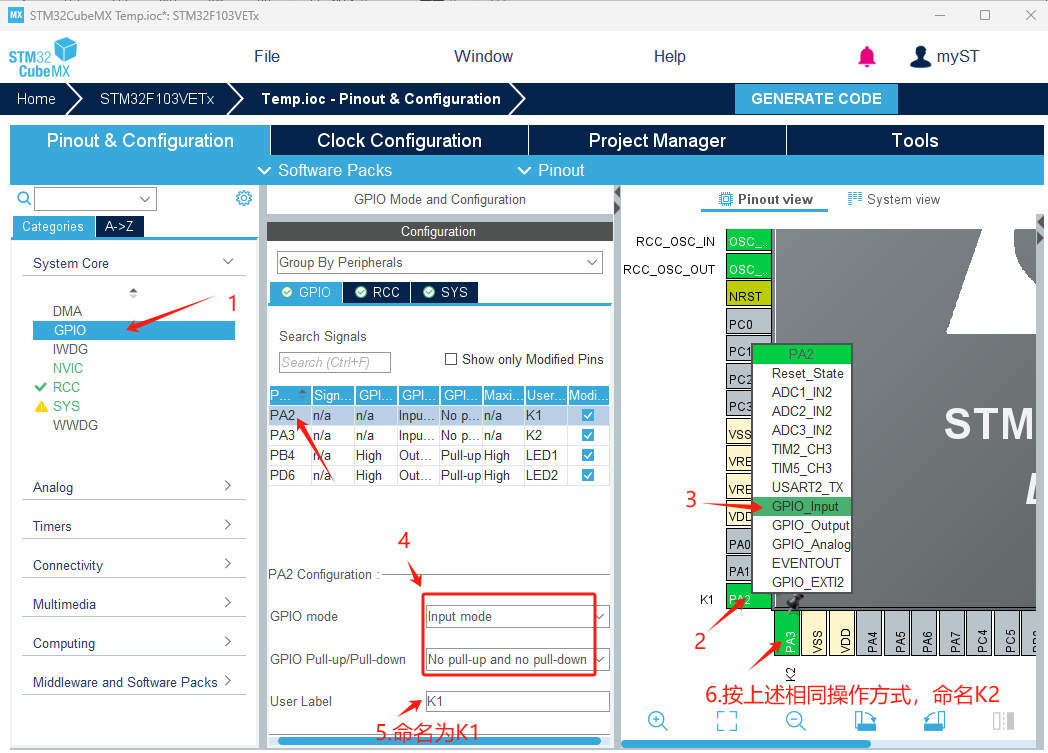 MX STM32CubeMX Temp.ioc*: STM32F103VETx
STM32
CubeMX
File
Window
Help
myST
Home
STM32F103VETx
Temp.ioc - Pinout & Configuration
GENERATE CODE
Pinout & Configuration
Clock Configuration
Project Manager
Tools
Software Packs
Pinout
Categories
A->Z
System Core
1
DMA
GPIO
IWDG
NVIC
RCC
SYS
WWDG
Analog
Timers
Connectivity
Multimedia
Computing
Middleware and Software Packs
GPIO Mode and Configuration
Configuration
Group By Peripherals
GPIO
RCC
SYS
Search Signals
Search (Ctrl+F)
Show only Modified Pins
P... Sign... GPI... GPI... GPI... Maxi... User... Modi...
PA2 n/a n/a Inpu... No p... n/a K1
PA3 n/a n/a Inpu... No p... n/a K2
PB4 n/a High Out... Pull-up High LED1
PD6 n/a High Out... Pull-up High LED2
4
PA2 Configuration :
GPIO mode
Input mode
GPIO Pull-up/Pull-down
No pull-up and no pull-down
User Label
K1
5.命名为K1
Pinout view
System view
RCC_OSC_IN
OSC_..
RCC_OSC_OUT
OSC_..
NRST
PC0
PC1
PC2
PC3
VSS
VRE
VRE
VDD
PA0
PA1
K1
PA2
PA2
Reset_State
ADC1_IN2
ADC2_IN2
ADC3_IN2
TIM2_CH3
TIM5_CH3
USART2_TX
GPIO_Input
GPIO_Output
GPIO_Analog
EVENTOUT
GPIO_EXTI2
3
2
STM
PA3
VSS
VDD
PA4
PA5
PA6
PA7
PC4
PC5
K2
6.按上述相同操作方式，命名K2